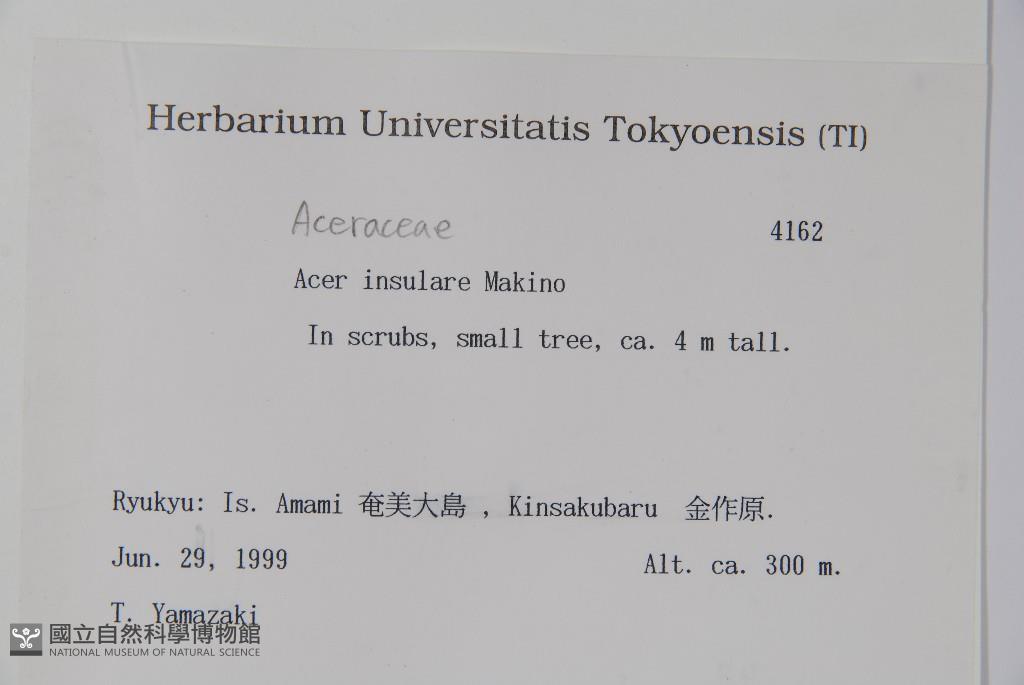 Herbarium Universitatis Tokyoensis (TI)
Aceraceae 4162
Acer insulare Makino
In scrubs, small tree, ca. 4 m tall.
Ryukyu: Is. Amami 奄美大島 , Kinsakubaru 金作原.
Jun. 29, 1999 Alt. ca. 300 m.
T. Yamazaki
國立自然科學博物館
NATIONAL MUSEUM OF NATURAL SCIENCE